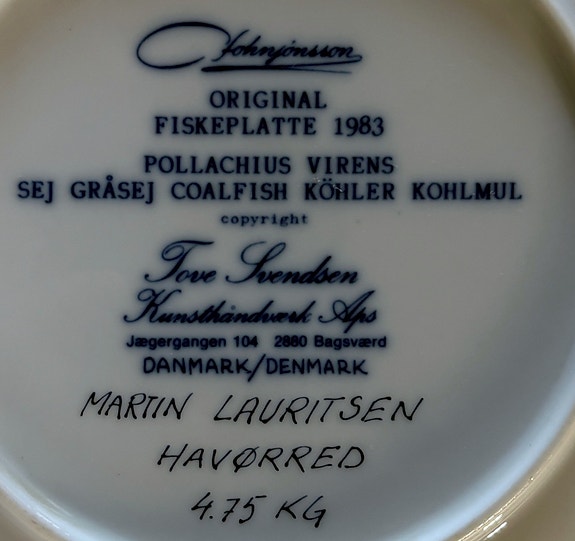 Johnjónsson
ORIGINAL
FISKEPLATTE 1983
POLLACHIUS VIRENS
SEJ GRÅSEJ COALFISH KÖHLER KOHLMUL
copyright
Tove Svendsen
Kunsthåndværk Aps
Jægergangen 104 2880 Bagsværd
DANMARK/DENMARK
MARTIN LAURITSEN
HAVØRRED
4.75 KG